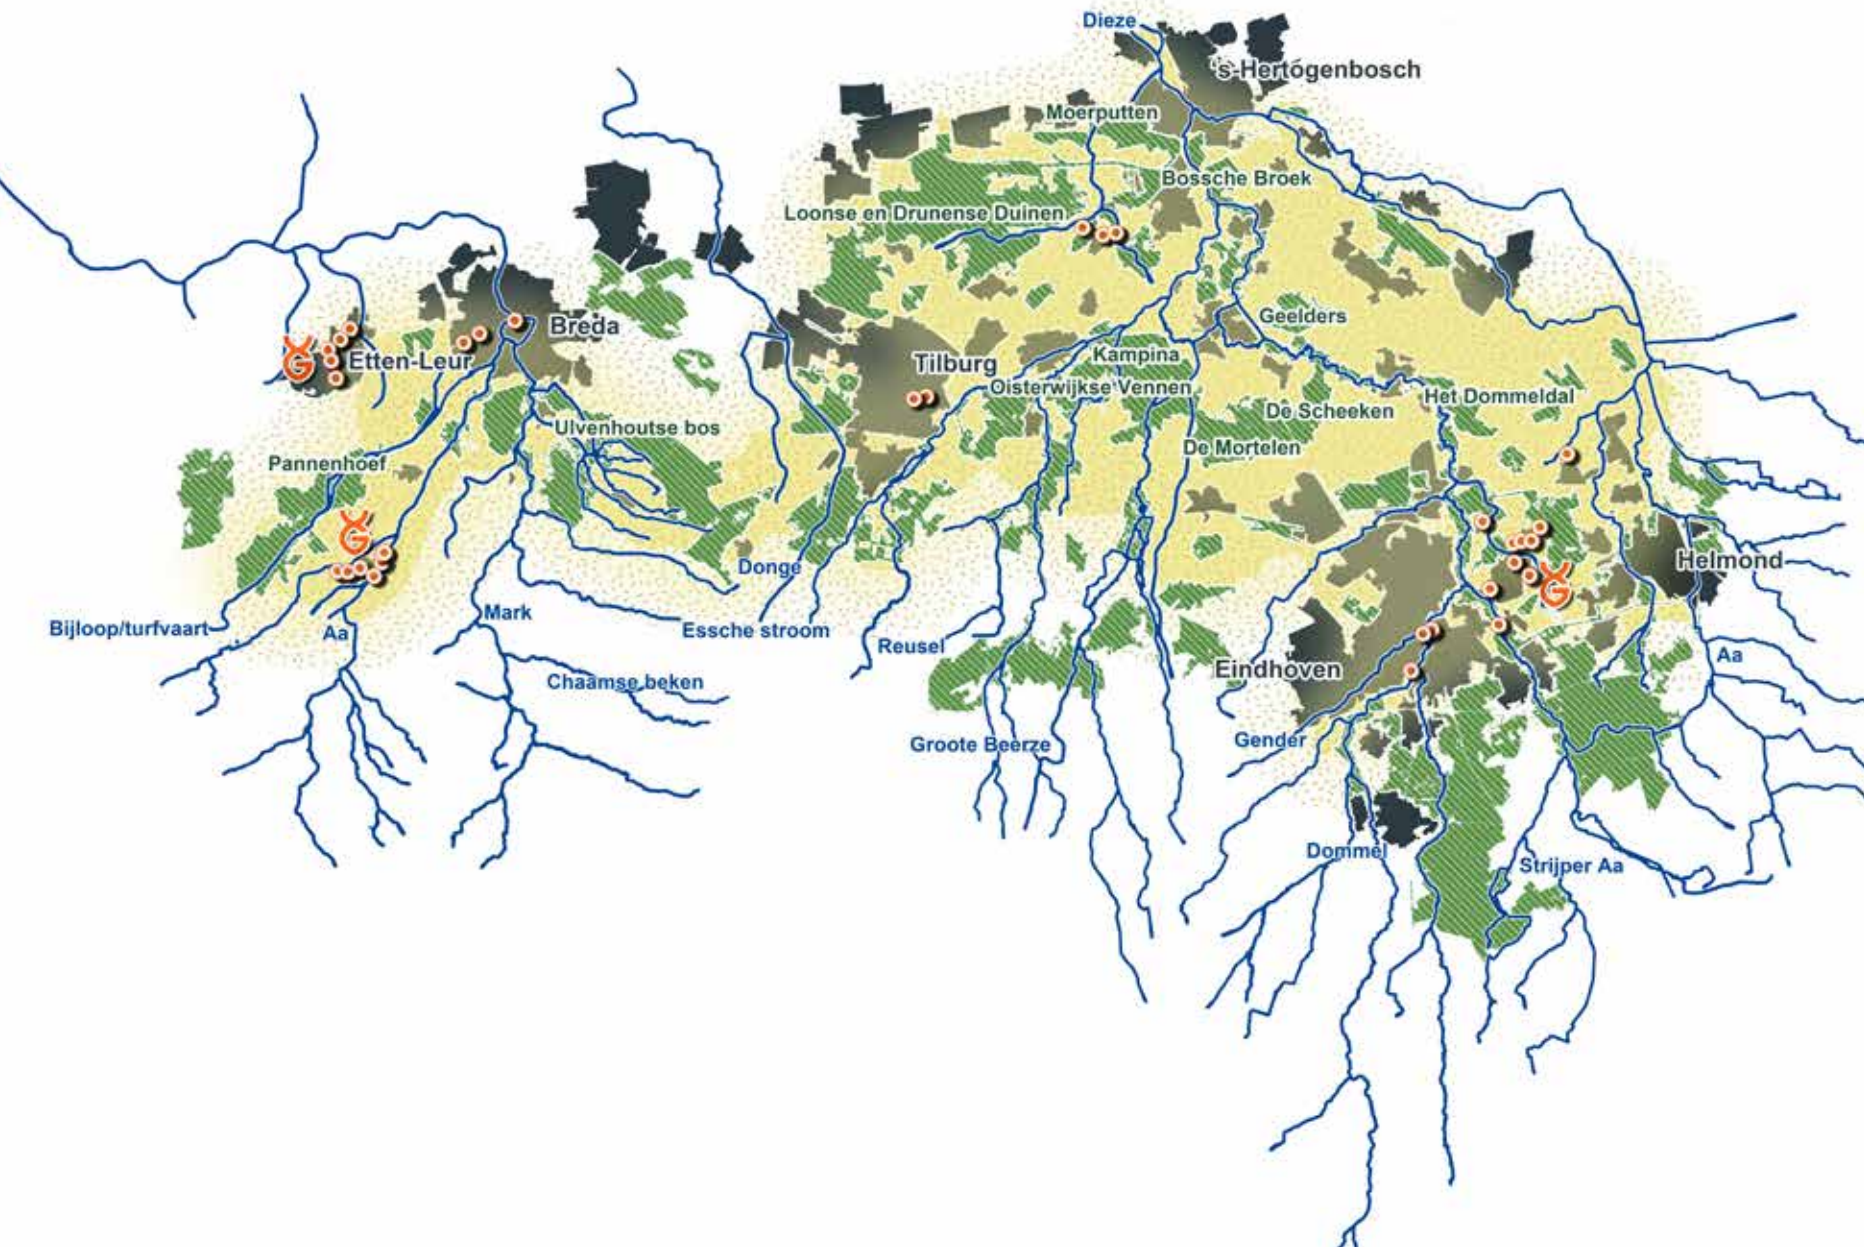 Dieze
's-Hertogenbosch
Moerputten
Bossche Broek
Loonse en Drunense Duinen
Geelders
Breda
Etten-Leur
Kampina
Tilburg
Oisterwijkse Vennen
Het Dommeldal
De Scheeken
Ulvenhoutse bos
De Mortelen
Pannenhoef
G
G
Donge
Helmond
G
Mark
Bijloop/turfvaart
Aa
Essche stroom
Reusel
Aa
Eindhoven
Chaamse beken
Gender
Groote Beerze
Dommel
Strijper Aa